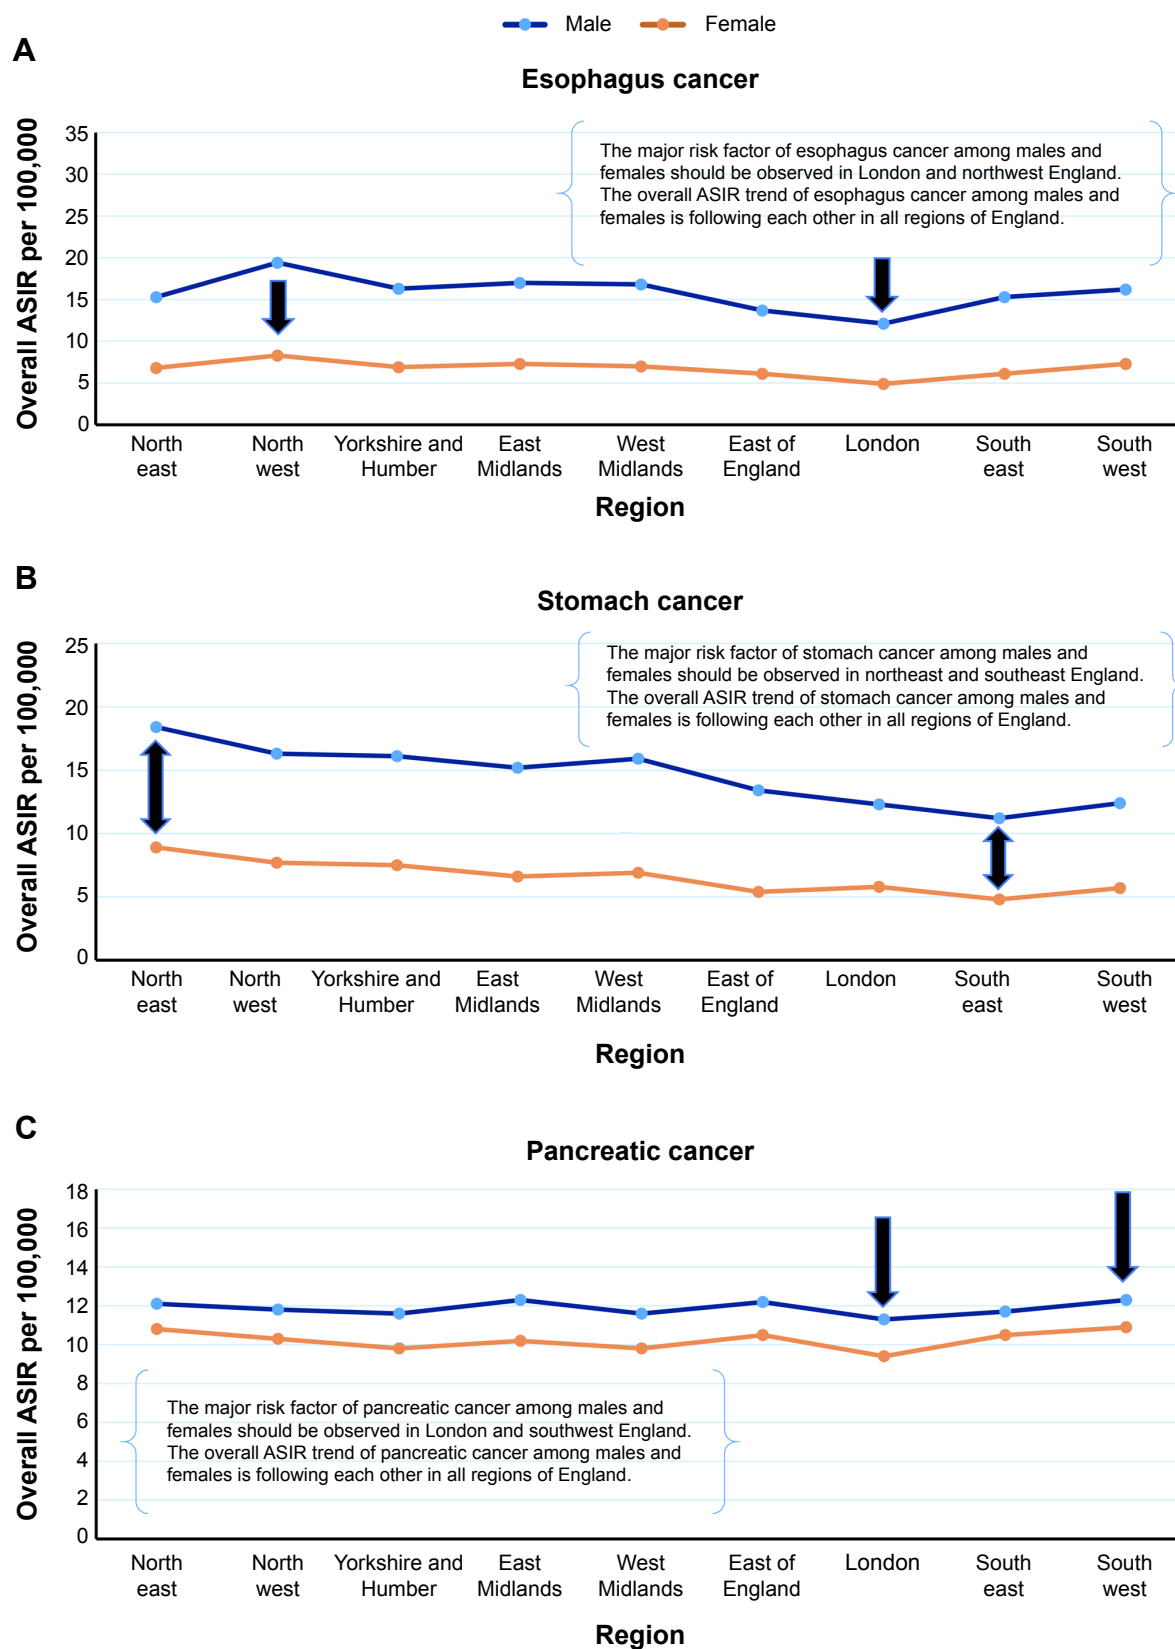 Male Female
A
Esophagus cancer
Overall ASIR per 100,000
35
30
25
20
15
10
5
0
The major risk factor of esophagus cancer among males and
females should be observed in London and northwest England.
The overall ASIR trend of esophagus cancer among males and
females is following each other in all regions of England.
North east
North west
Yorkshire and Humber
East Midlands
West Midlands
East of England
London
South east
South west
Region
B
Stomach cancer
Overall ASIR per 100,000
25
20
15
10
5
0
The major risk factor of stomach cancer among males and
females should be observed in northeast and southeast England.
The overall ASIR trend of stomach cancer among males and
females is following each other in all regions of England.
North east
North west
Yorkshire and Humber
East Midlands
West Midlands
East of England
London
South east
South west
Region
C
Pancreatic cancer
Overall ASIR per 100,000
18
16
14
12
10
8
6
4
2
0
The major risk factor of pancreatic cancer among males and
females should be observed in London and southwest England.
The overall ASIR trend of pancreatic cancer among males and
females is following each other in all regions of England.
North east
North west
Yorkshire and Humber
East Midlands
West Midlands
East of England
London
South east
South west
Region